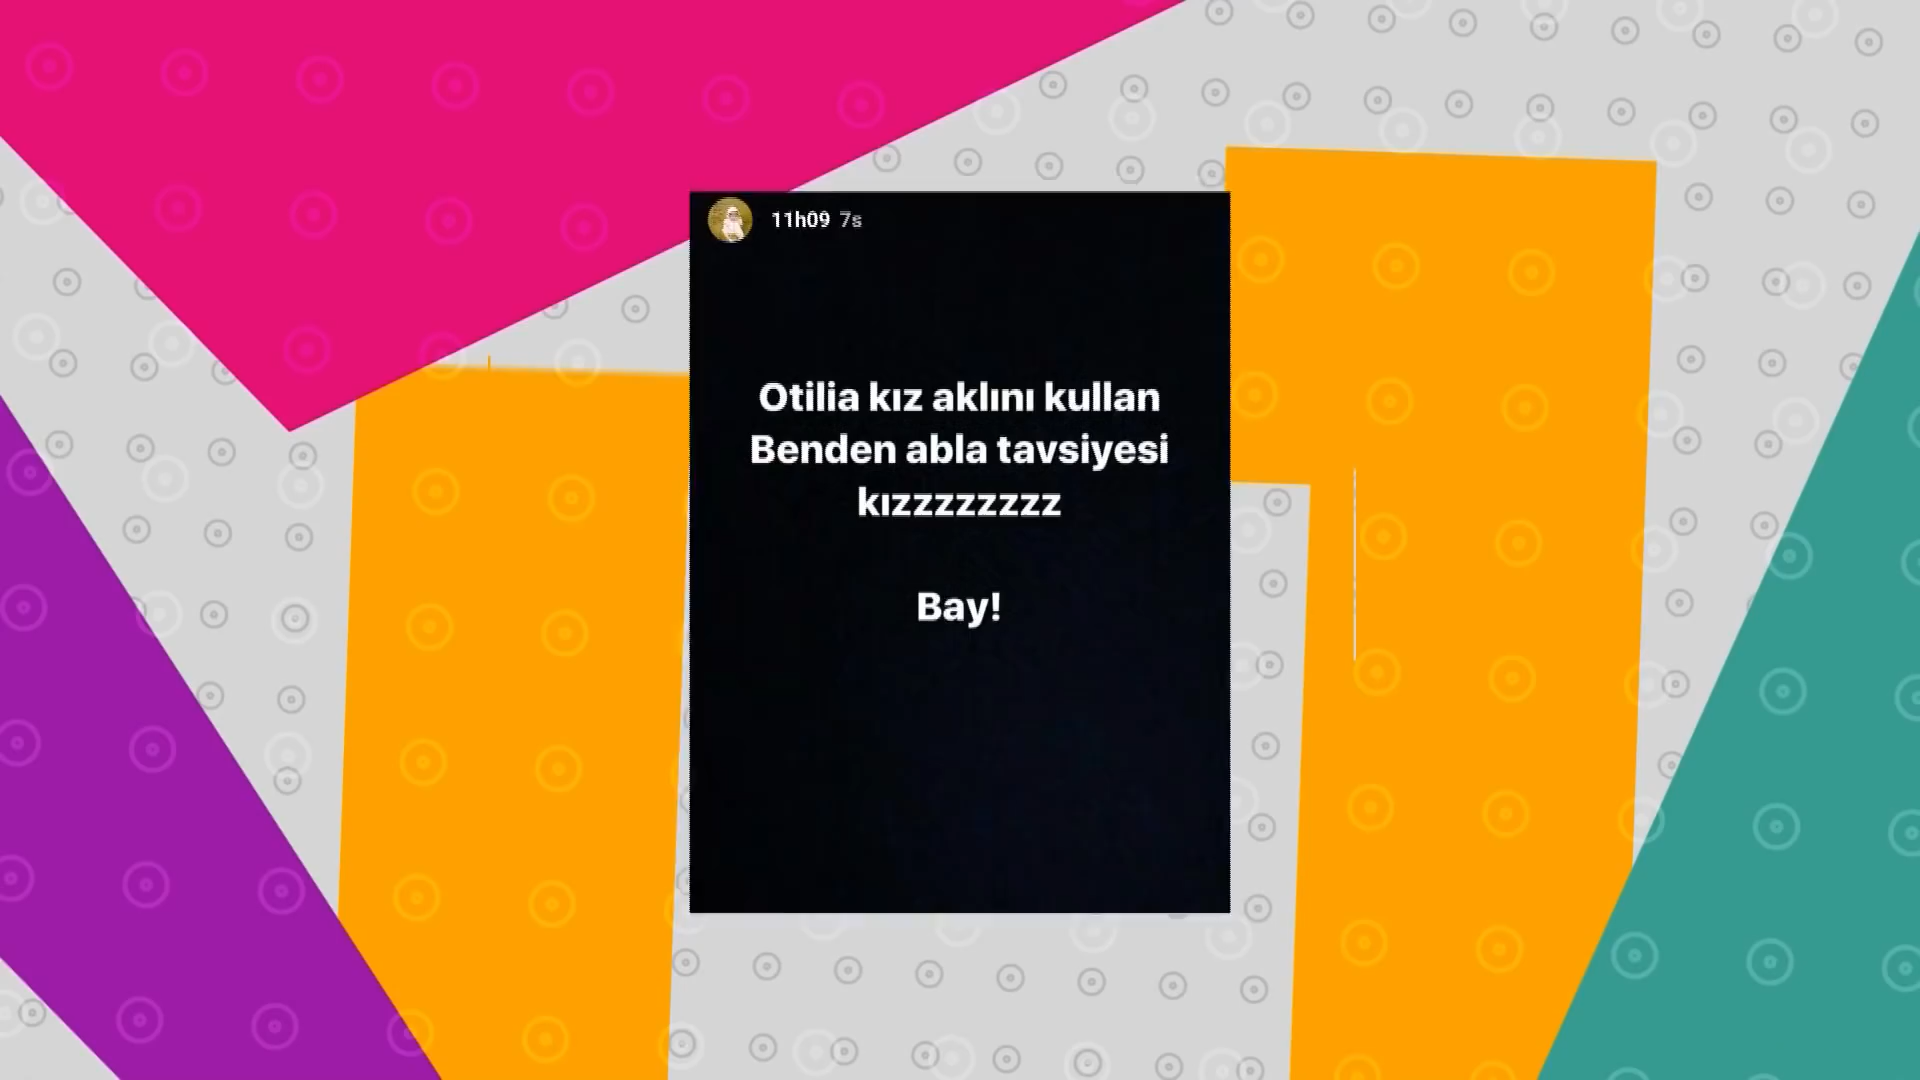 11h09 7s
Otilia kız aklını kullan
Benden abla tavsiyesi
kızzzzzzzz
Bay!